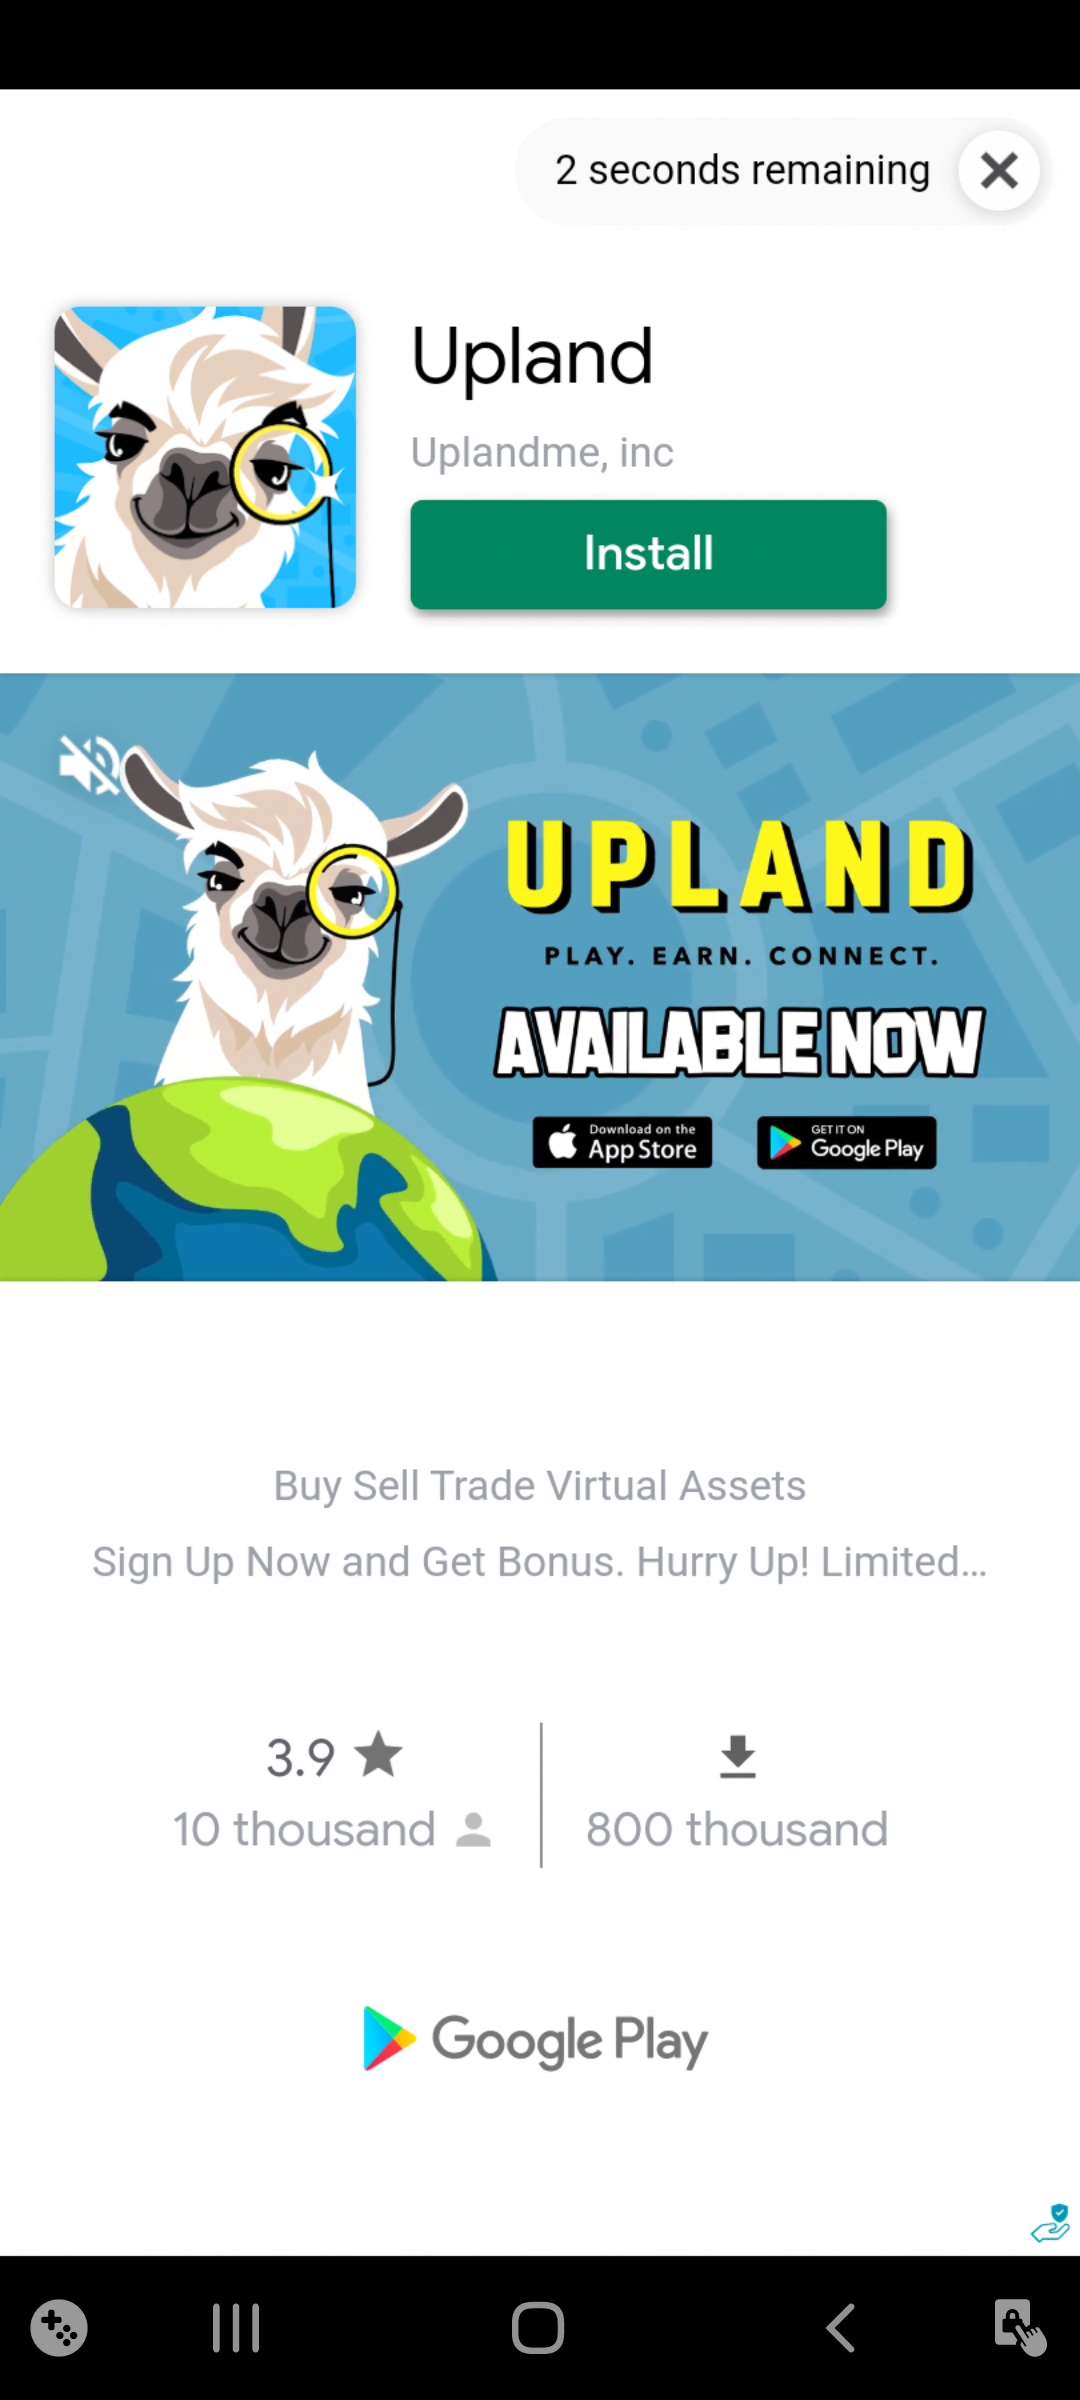 2 seconds remaining
Upland
Uplandme, inc
Install
UPLAND
PLAY. EARN. CONNECT.
AVAILABLE NOW
Download on the
App Store
GET IT ON
Google Play
Buy Sell Trade Virtual Assets
Sign Up Now and Get Bonus. Hurry Up! Limited...
3.9
10 thousand
800 thousand
Google Play